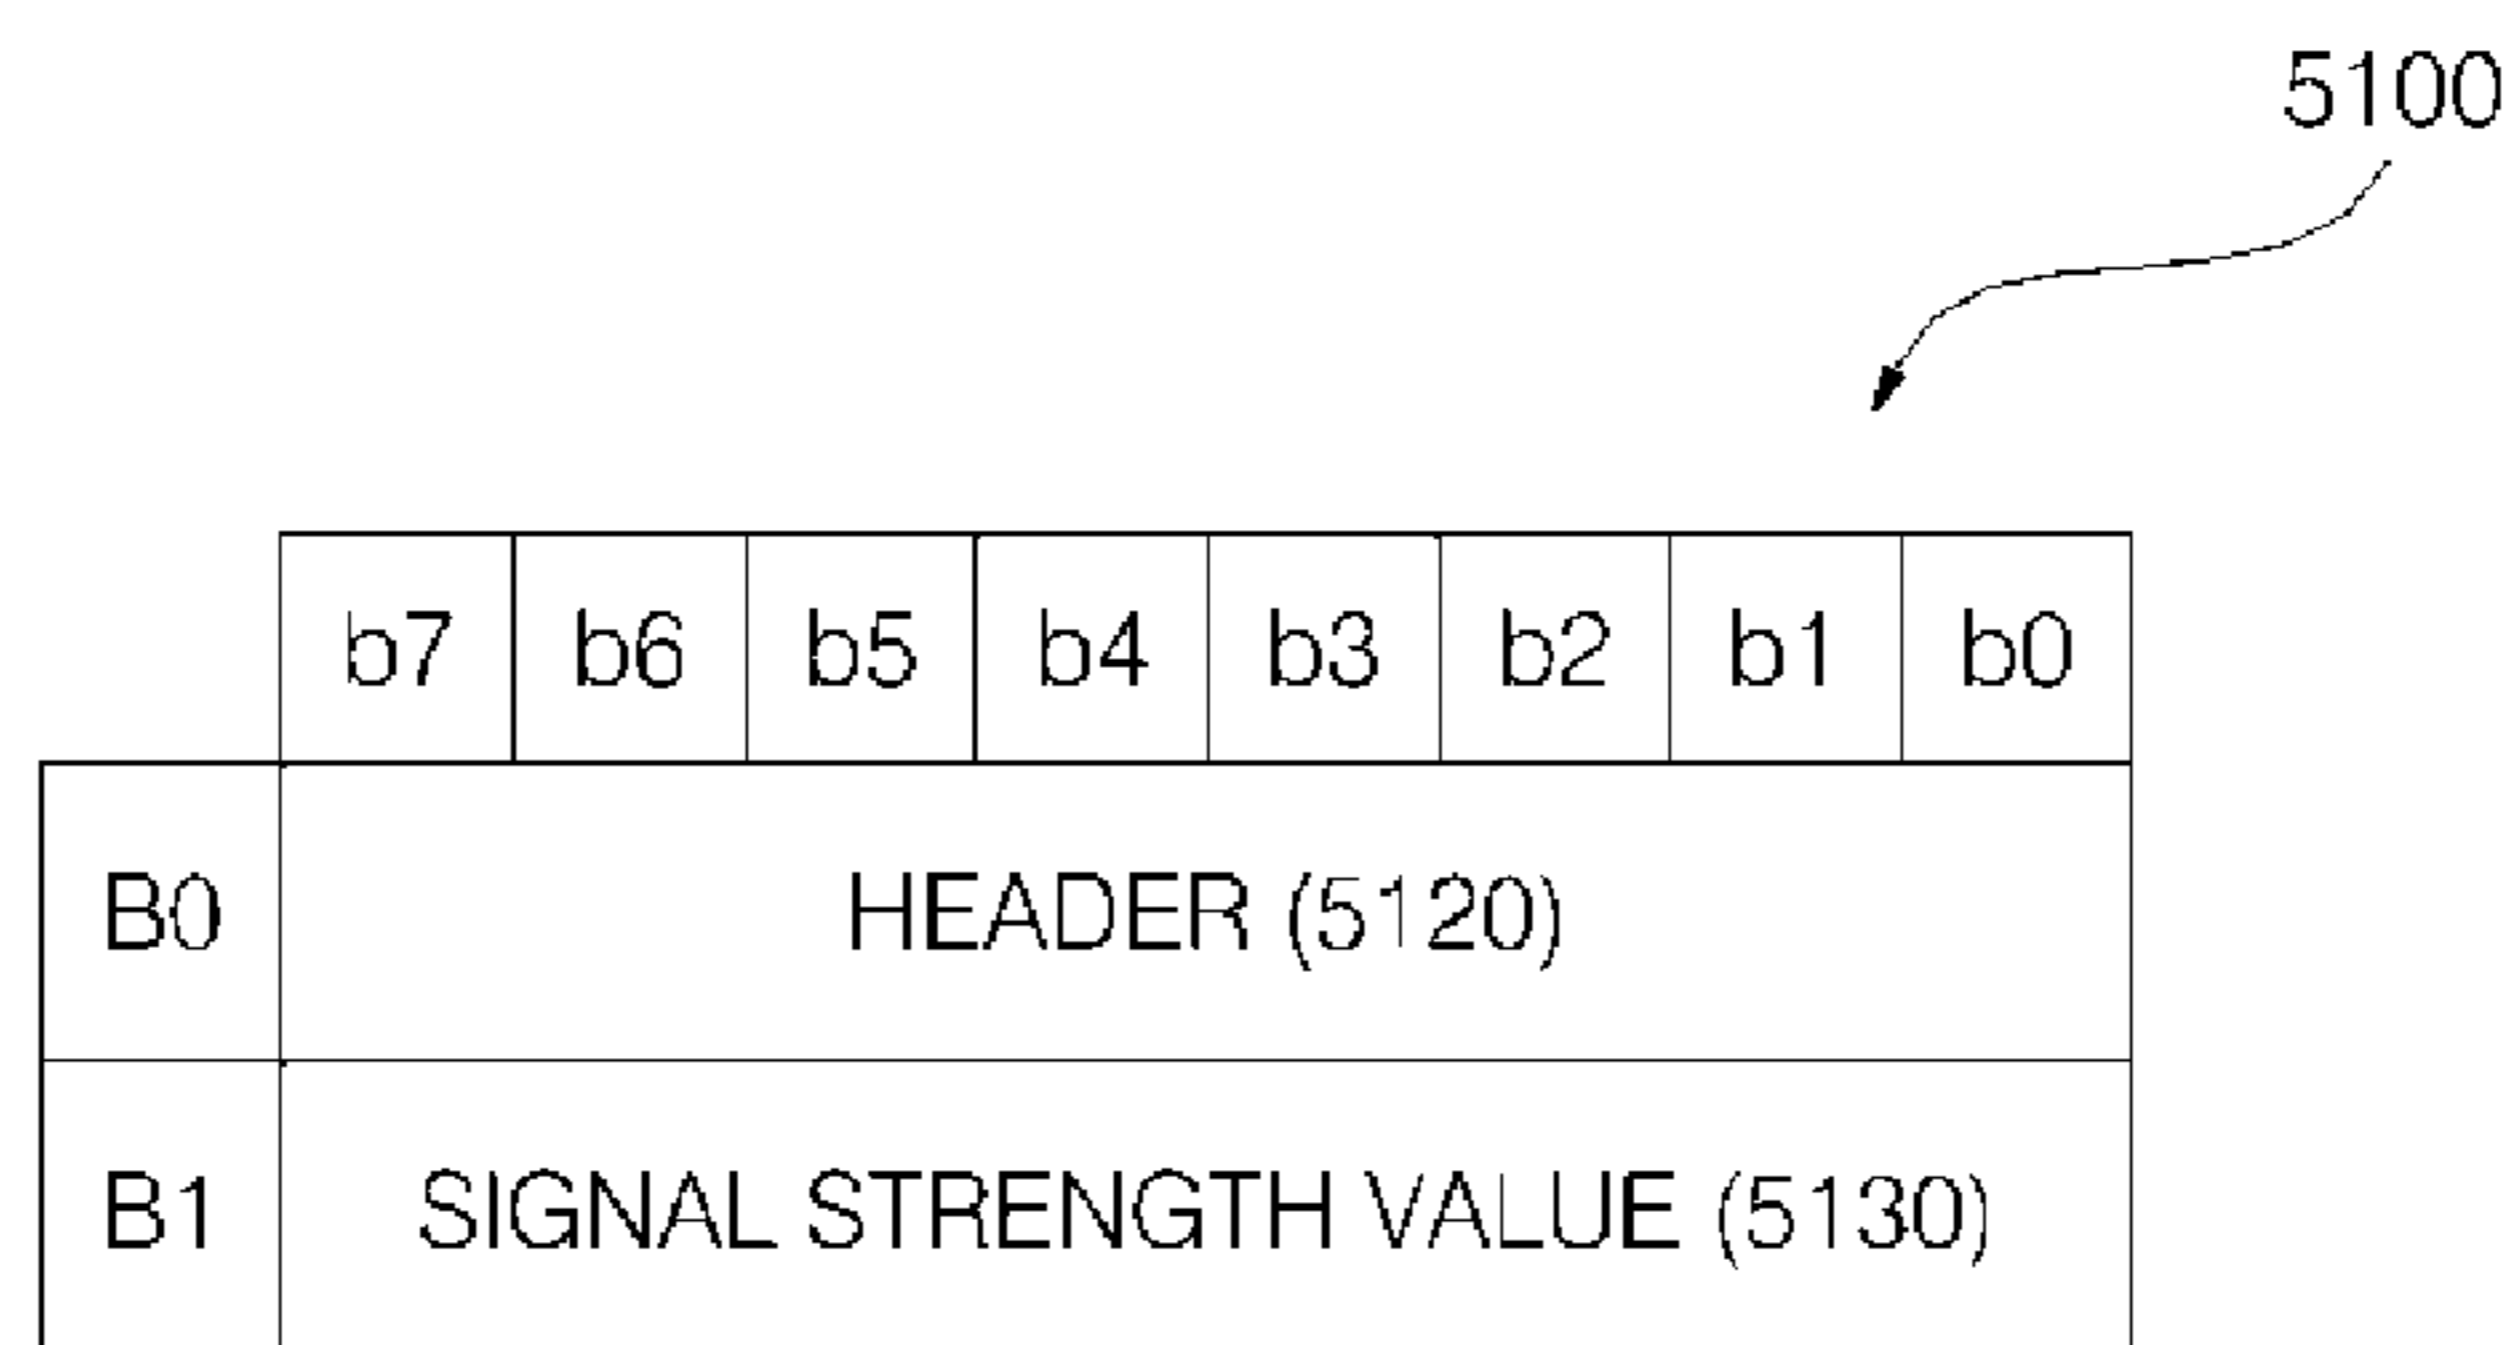 5100
b7 b6 b5 b4 b3 b2 b1 b0
B0 HEADER (5120)
B1 SIGNAL STRENGTH VALUE (5130)